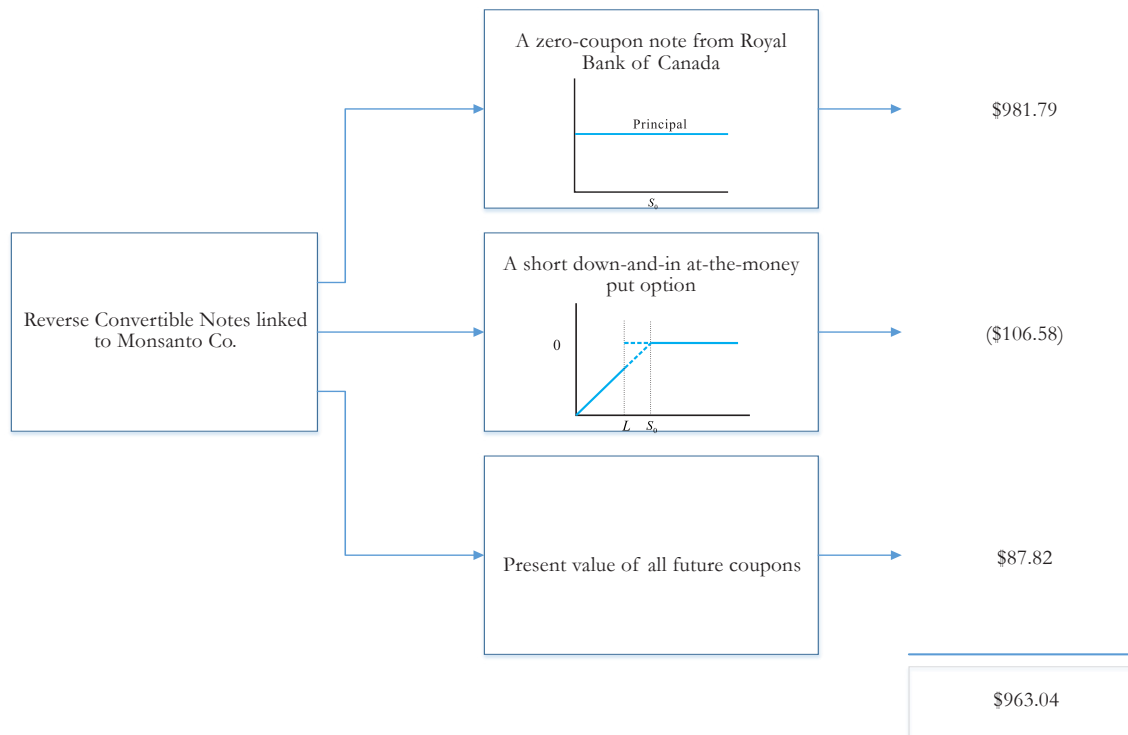 A zero-coupon note from Royal
Bank of Canada
Principal
S₀
$981.79
Reverse Convertible Notes linked
to Monsanto Co.
A short down-and-in at-the-money
put option
0
L S₀
($106.58)
Present value of all future coupons
$87.82
$963.04